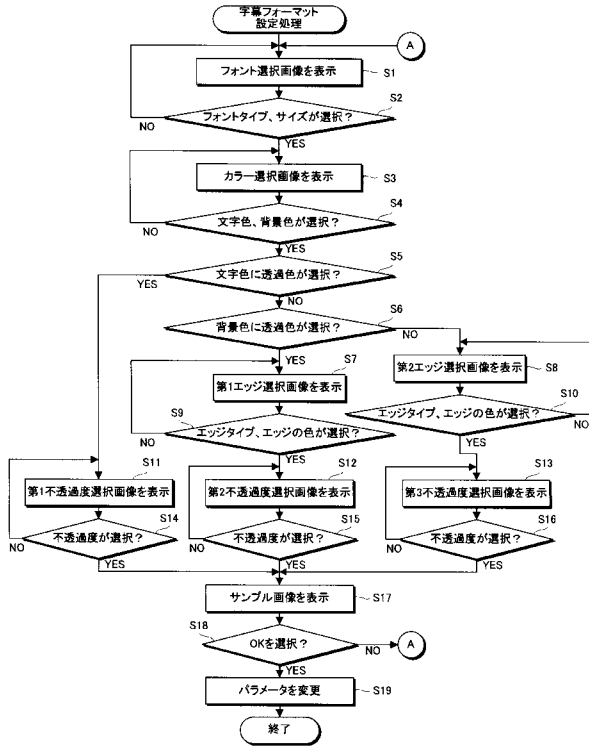 字幕フォーマット
設定処理
A
フォント選択画像を表示
S1
S2
フォントタイプ、サイズが選択?
NO
YES
カラー選択画像を表示
S3
S4
文字色、背景色が選択?
NO
YES
S5
文字色に透過色が選択?
YES
NO
S6
背景色に透過色が選択?
NO
YES
S7
第1エッジ選択画像を表示
第2エッジ選択画像を表示
S8
S9
エッジタイプ、エッジの色が選択?
NO
YES
S10
エッジタイプ、エッジの色が選択?
NO
YES
S11
第1不透過度選択画像を表示
S12
第2不透過度選択画像を表示
S13
第3不透過度選択画像を表示
S14
不透過度が選択?
NO
YES
S15
不透過度が選択?
NO
YES
S16
不透過度が選択?
NO
YES
サンプル画像を表示
S17
S18
OKを選択?
NO
A
YES
パラメータを変更
S19
終了